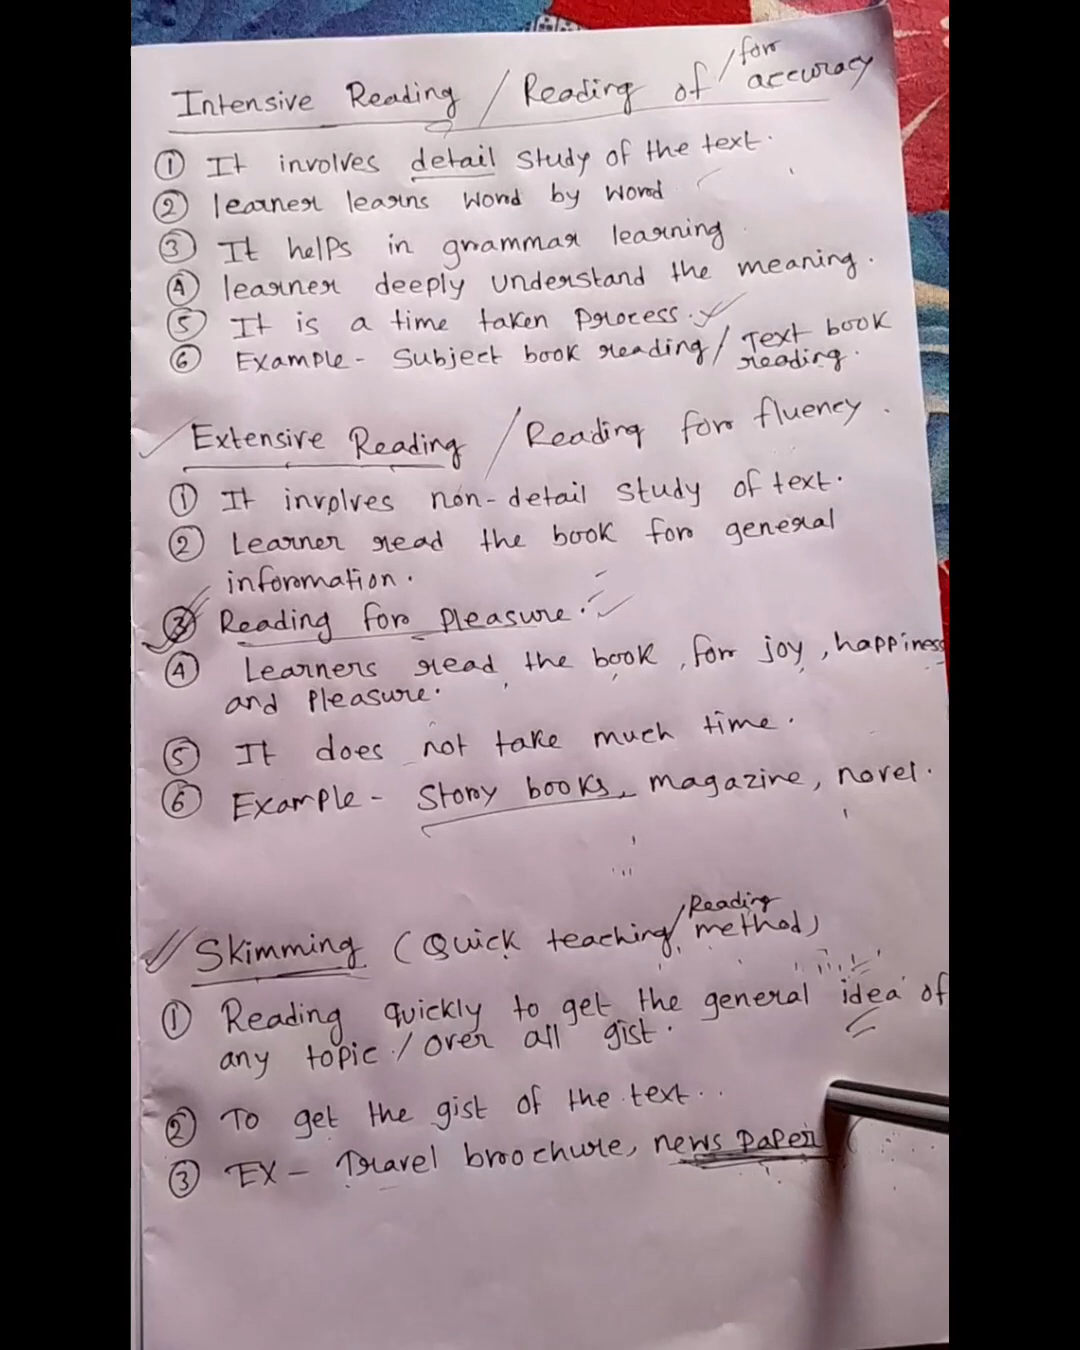 Intensive Reading / Reading of / for accuracy
① It involves detail study of the text.
② learner learns word by word
③ It helps in grammar learning
④ learner deeply understand the meaning.
⑤ It is a time taken process.
⑥ Example - Subject book reading / Text book reading.
Extensive Reading / Reading for fluency.
① It involves non-detail study of text.
② Learner read the book for general
information.
③ Reading for pleasure.
④ Learners read the book, for joy, happiness
and pleasure.
⑤ It does not take much time.
⑥ Example - Story books, magazine, novel.
Skimming (Quick teaching / Reading method)
① Reading quickly to get the general idea of
any topic / over all gist.
② To get the gist of the text..
③ EX - Travel brochure, news paper